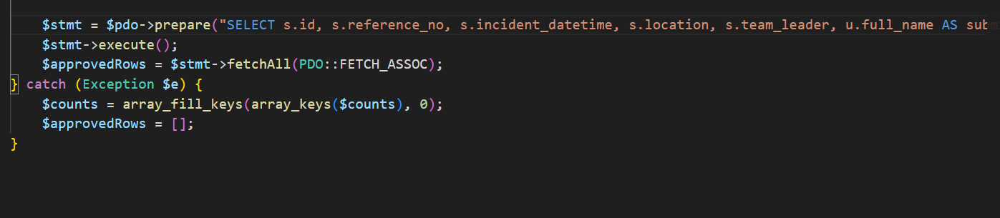 $stmt = $pdo->prepare("SELECT s.id, s.reference_no, s.incident_datetime, s.location, s.team_leader, u.full_name AS sub
$stmt->execute();
$approvedRows = $stmt->fetchAll(PDO::FETCH_ASSOC);
} catch (Exception $e) {
$counts = array_fill_keys(array_keys($counts), 0);
$approvedRows = [];
}